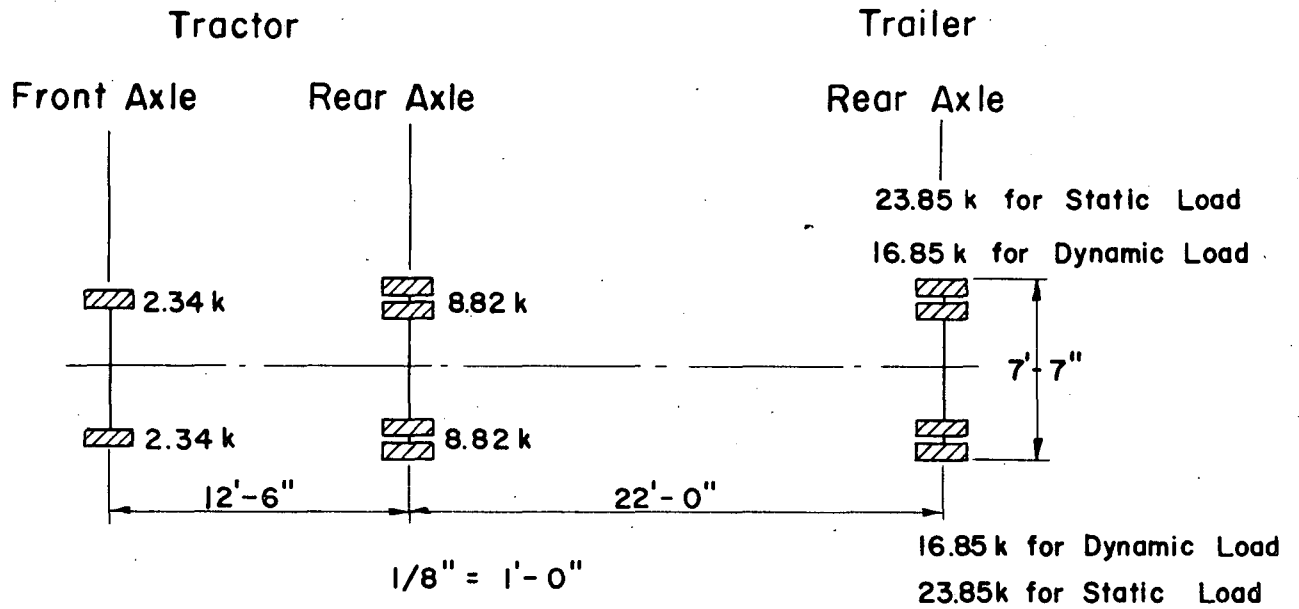 Tractor
Trailer
Front Axle
Rear Axle
Rear Axle
23.85 k for Static Load
16.85 k for Dynamic Load
2.34 k
8.82 k
7'-7"
2.34 k
8.82 k
12'-6"
22'-0"
16.85 k for Dynamic Load
1/8" = 1'-0"
23.85k for Static Load